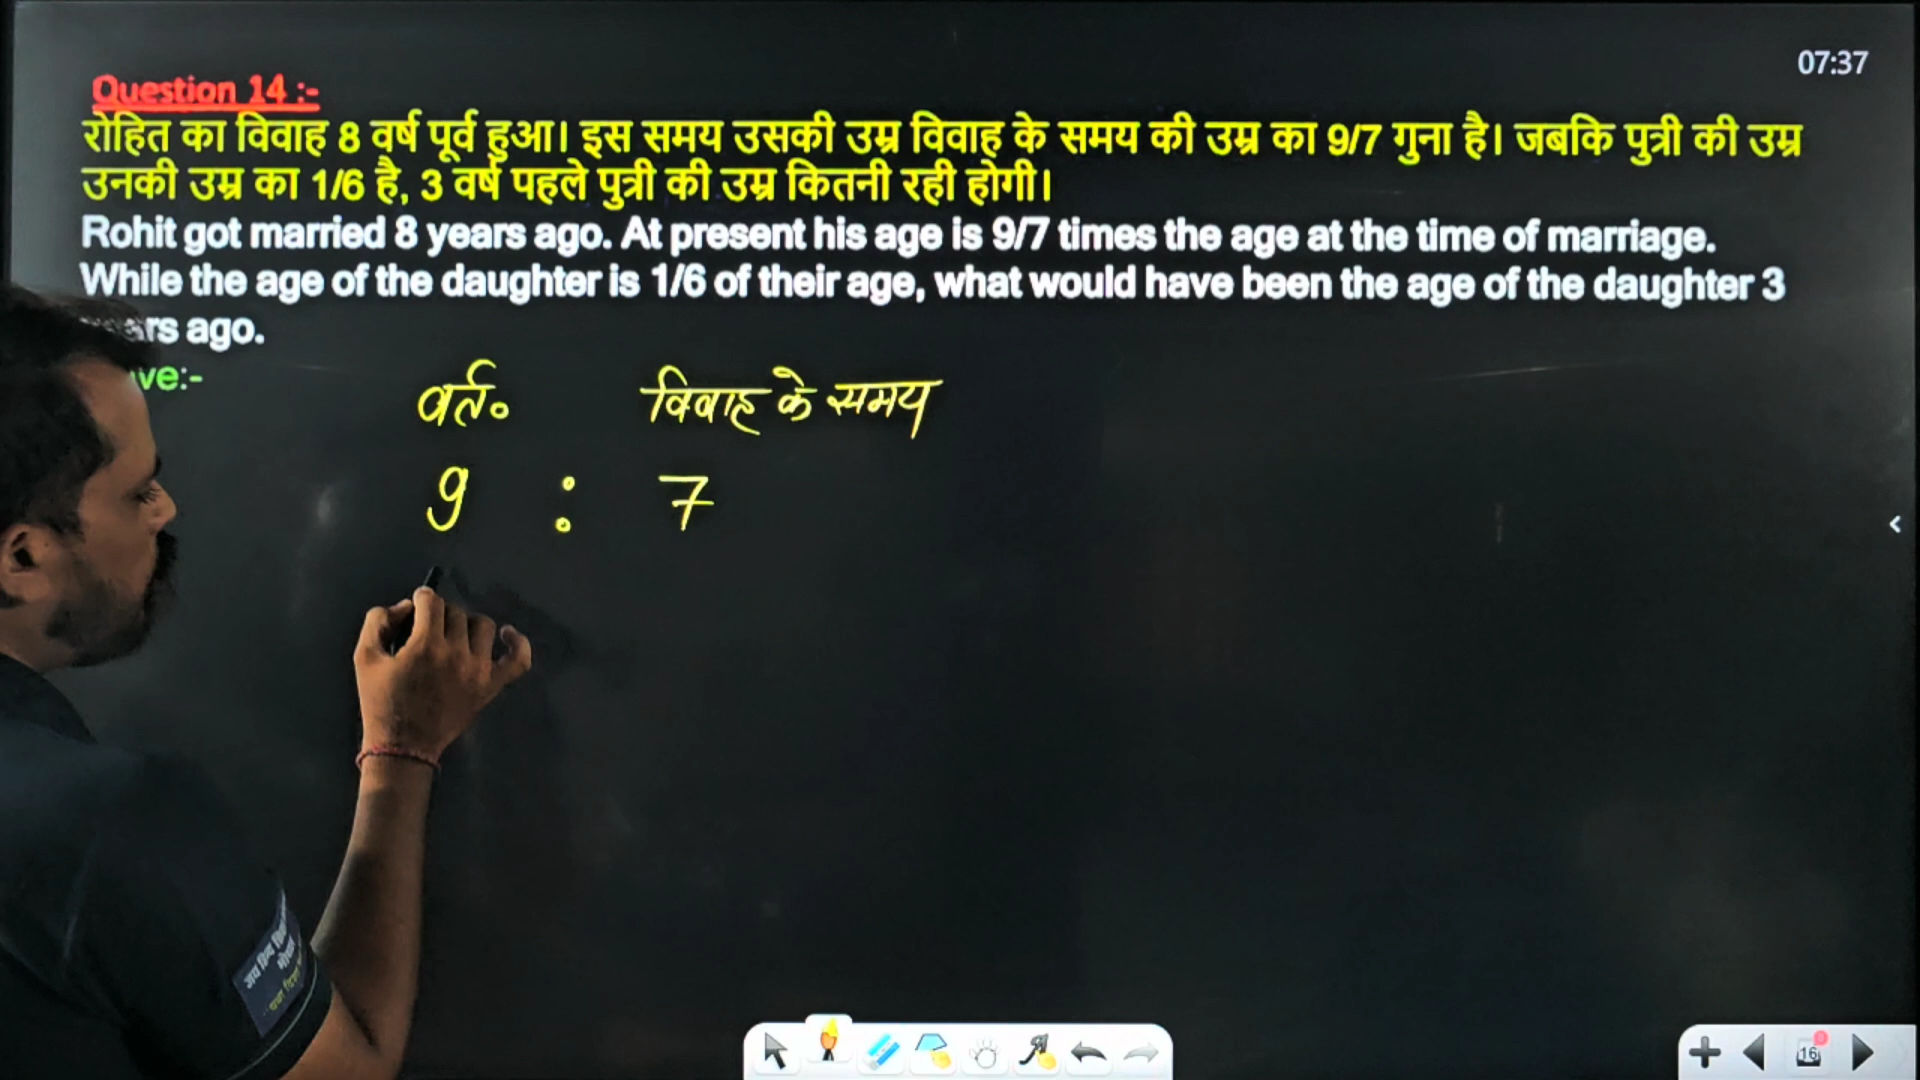 07:37
Question 14 :-
रोहित का विवाह 8 वर्ष पूर्व हुआ। इस समय उसकी उम्र विवाह के समय की उम्र का 9/7 गुना है। जबकि पुत्री की उम्र
उनकी उम्र का 1/6 है, 3 वर्ष पहले पुत्री की उम्र कितनी रही होगी।
Rohit got married 8 years ago. At present his age is 9/7 times the age at the time of marriage.
While the age of the daughter is 1/6 of their age, what would have been the age of the daughter 3
ago.
वर्त० विवाह के समय
9 : 7
16